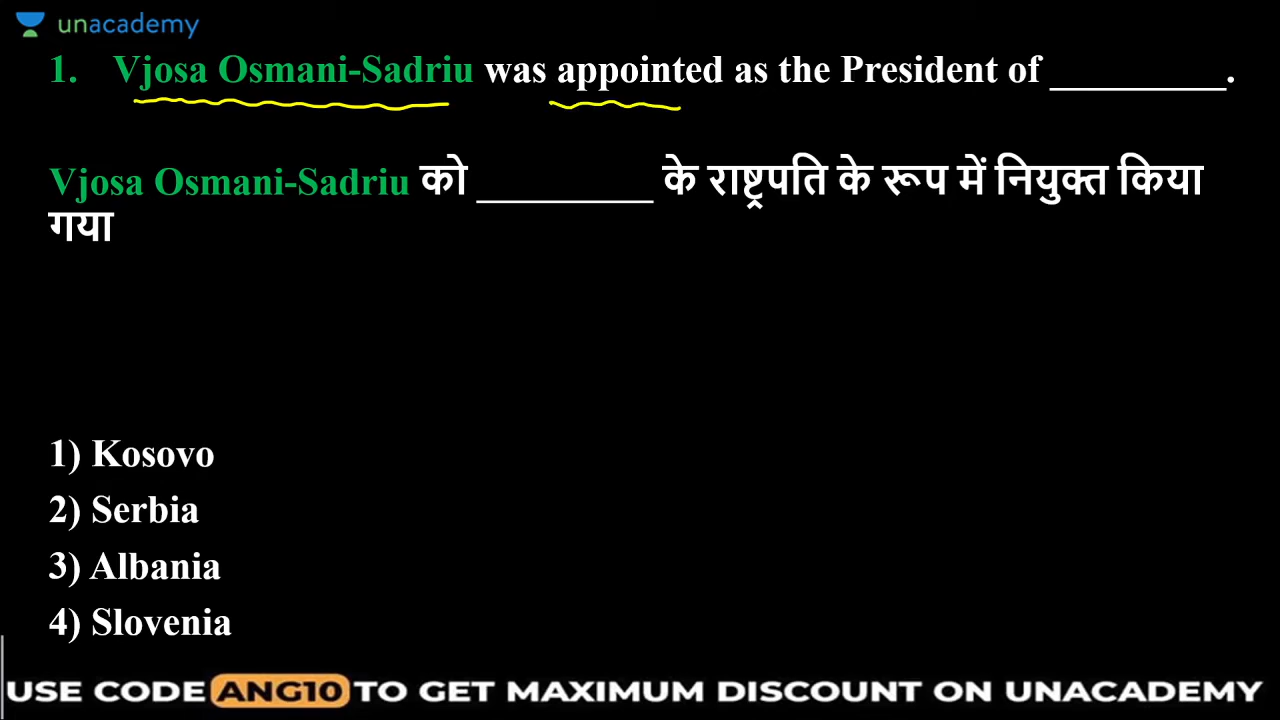 unacademy
1. Vjosa Osmani-Sadriu was appointed as the President of _________.
Vjosa Osmani-Sadriu को _________ के राष्ट्रपति के रूप में नियुक्त किया
गया
1) Kosovo
2) Serbia
3) Albania
4) Slovenia
USE CODE ANG10 TO GET MAXIMUM DISCOUNT ON UNACADEMY